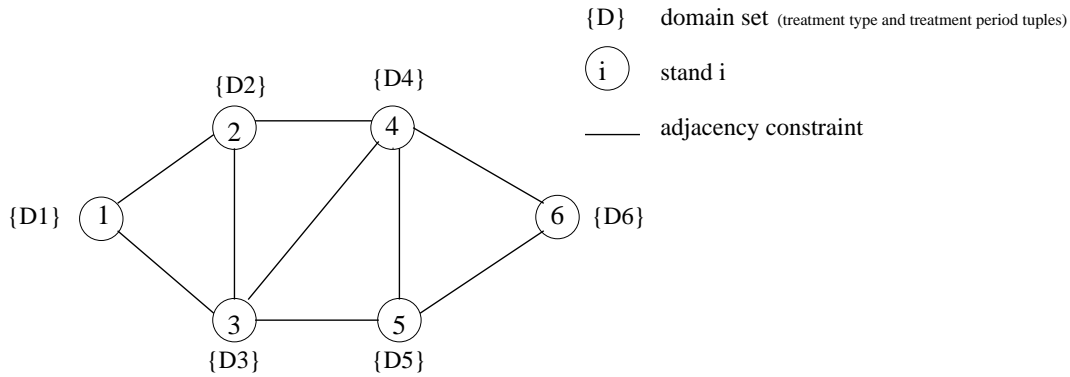 {D} domain set (treatment type and treatment period tuples)
i stand i
adjacency constraint
{D2}
{D4}
2
4
{D1}
1
6
{D6}
3
5
{D3}
{D5}